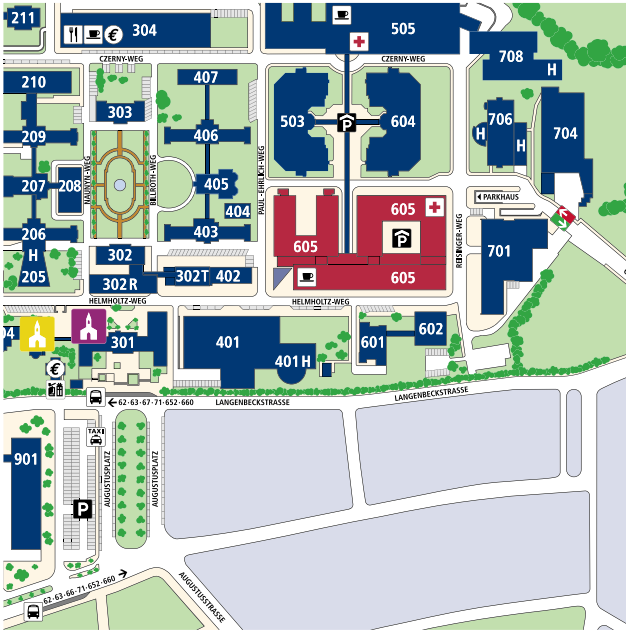 211
304
€
505
CZERNY-WEG
CZERNY-WEG
708
H
210
407
303
503
P
604
706
H
H
704
209
406
207
208
405
404
NAUNYN-WEG
BILLROTH-WEG
PAUL-EHRLICH-WEG
PARKHAUS
206
403
605
605
P
REISINGER-WEG
701
H
205
302
302R
302T
402
605
HELMHOLTZ-WEG
HELMHOLTZ-WEG
04
301
401
401H
601
602
€
62·63·67·71·652·660
LANGENBECKSTRASSE
LANGENBECKSTRASSE
TAXI
901
AUGUSTUSPLATZ
AUGUSTUSPLATZ
P
62·63·66·71·652·660
AUGUSTUSSTRASSE